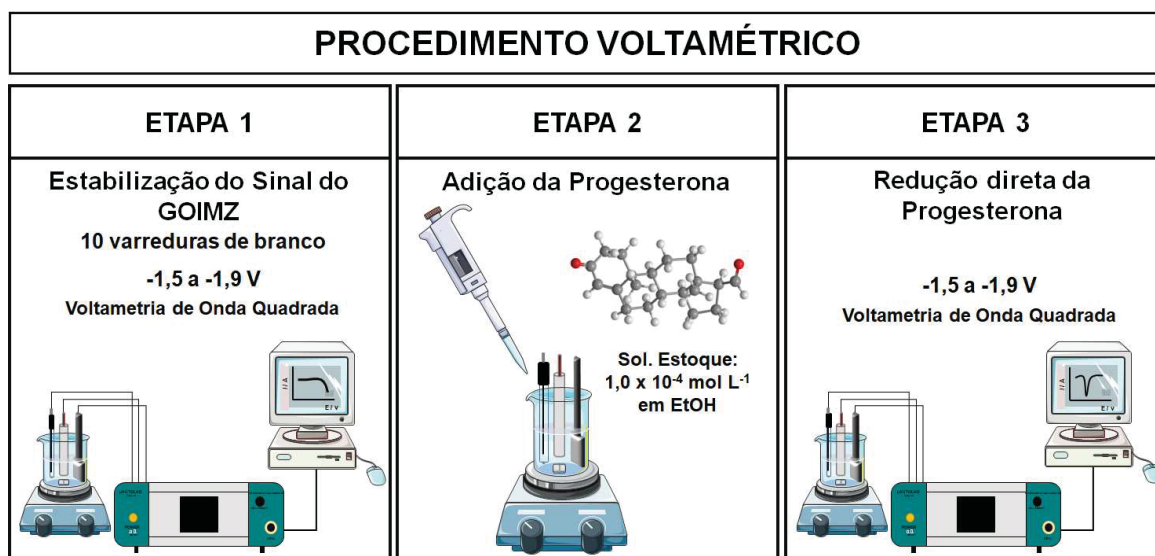 PROCEDIMENTO VOLTAMÉTRICO
ETAPA 1
Estabilização do Sinal do
GOIMZ
10 varreduras de branco
-1,5 a -1,9 V
Voltametria de Onda Quadrada
I / A
E / V
ETAPA 2
Adição da Progesterona
Sol. Estoque:
1,0 x 10⁻⁴ mol L⁻¹
em EtOH
ETAPA 3
Redução direta da
Progesterona
-1,5 a -1,9 V
Voltametria de Onda Quadrada
I / A
E / V